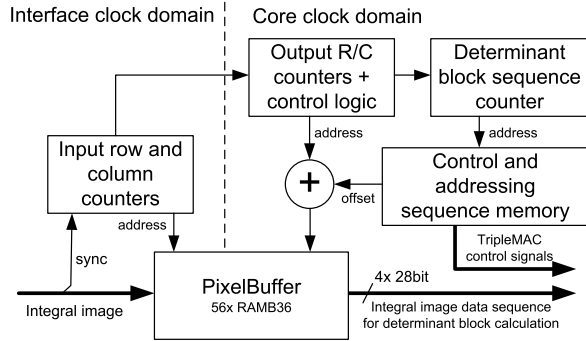 Interface clock domain
Core clock domain
Output R/C
counters +
control logic
Determinant
block sequence
counter
address
address
Input row and
column
counters
+
offset
Control and
addressing
sequence memory
address
sync
TripleMAC
control signals
PixelBuffer
56x RAMB36
4x 28bit
Integral image
Integral image data sequence
for determinant block calculation